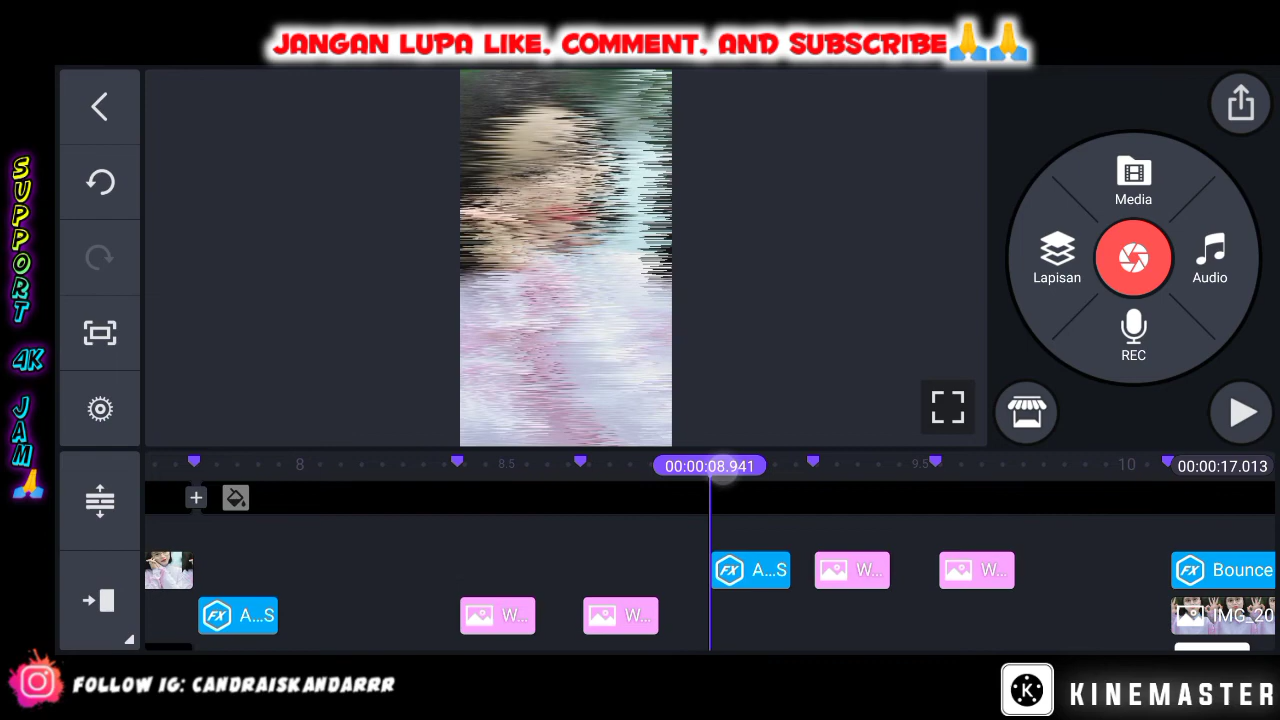 JANGAN LUPA LIKE, COMMENT, AND SUBSCRIBE🙏🙏
SUPPORT 4K JAM🙏
Media
Lapisan
Audio
REC
8
8.5
00:00:08.941
9.5
10
00:00:17.013
A...S
W...
W...
Bounce
A...S
W...
W...
IMG_20
FOLLOW IG: CANDRAISKANDARRR
KINEMASTER